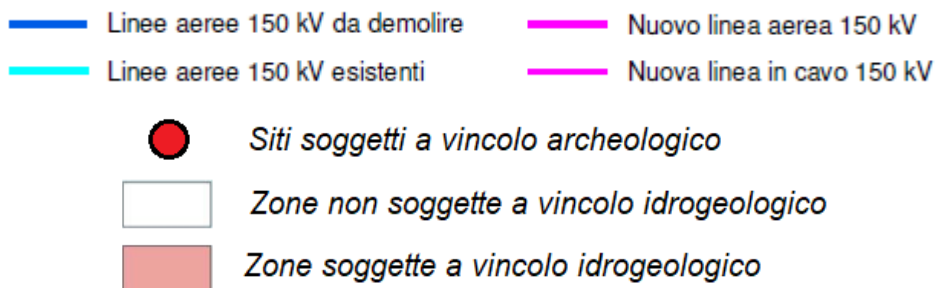 Linee aeree 150 kV da demolire
Nuovo linea aerea 150 kV
Linee aeree 150 kV esistenti
Nuova linea in cavo 150 kV
Siti soggetti a vincolo archeologico
Zone non soggette a vincolo idrogeologico
Zone soggette a vincolo idrogeologico